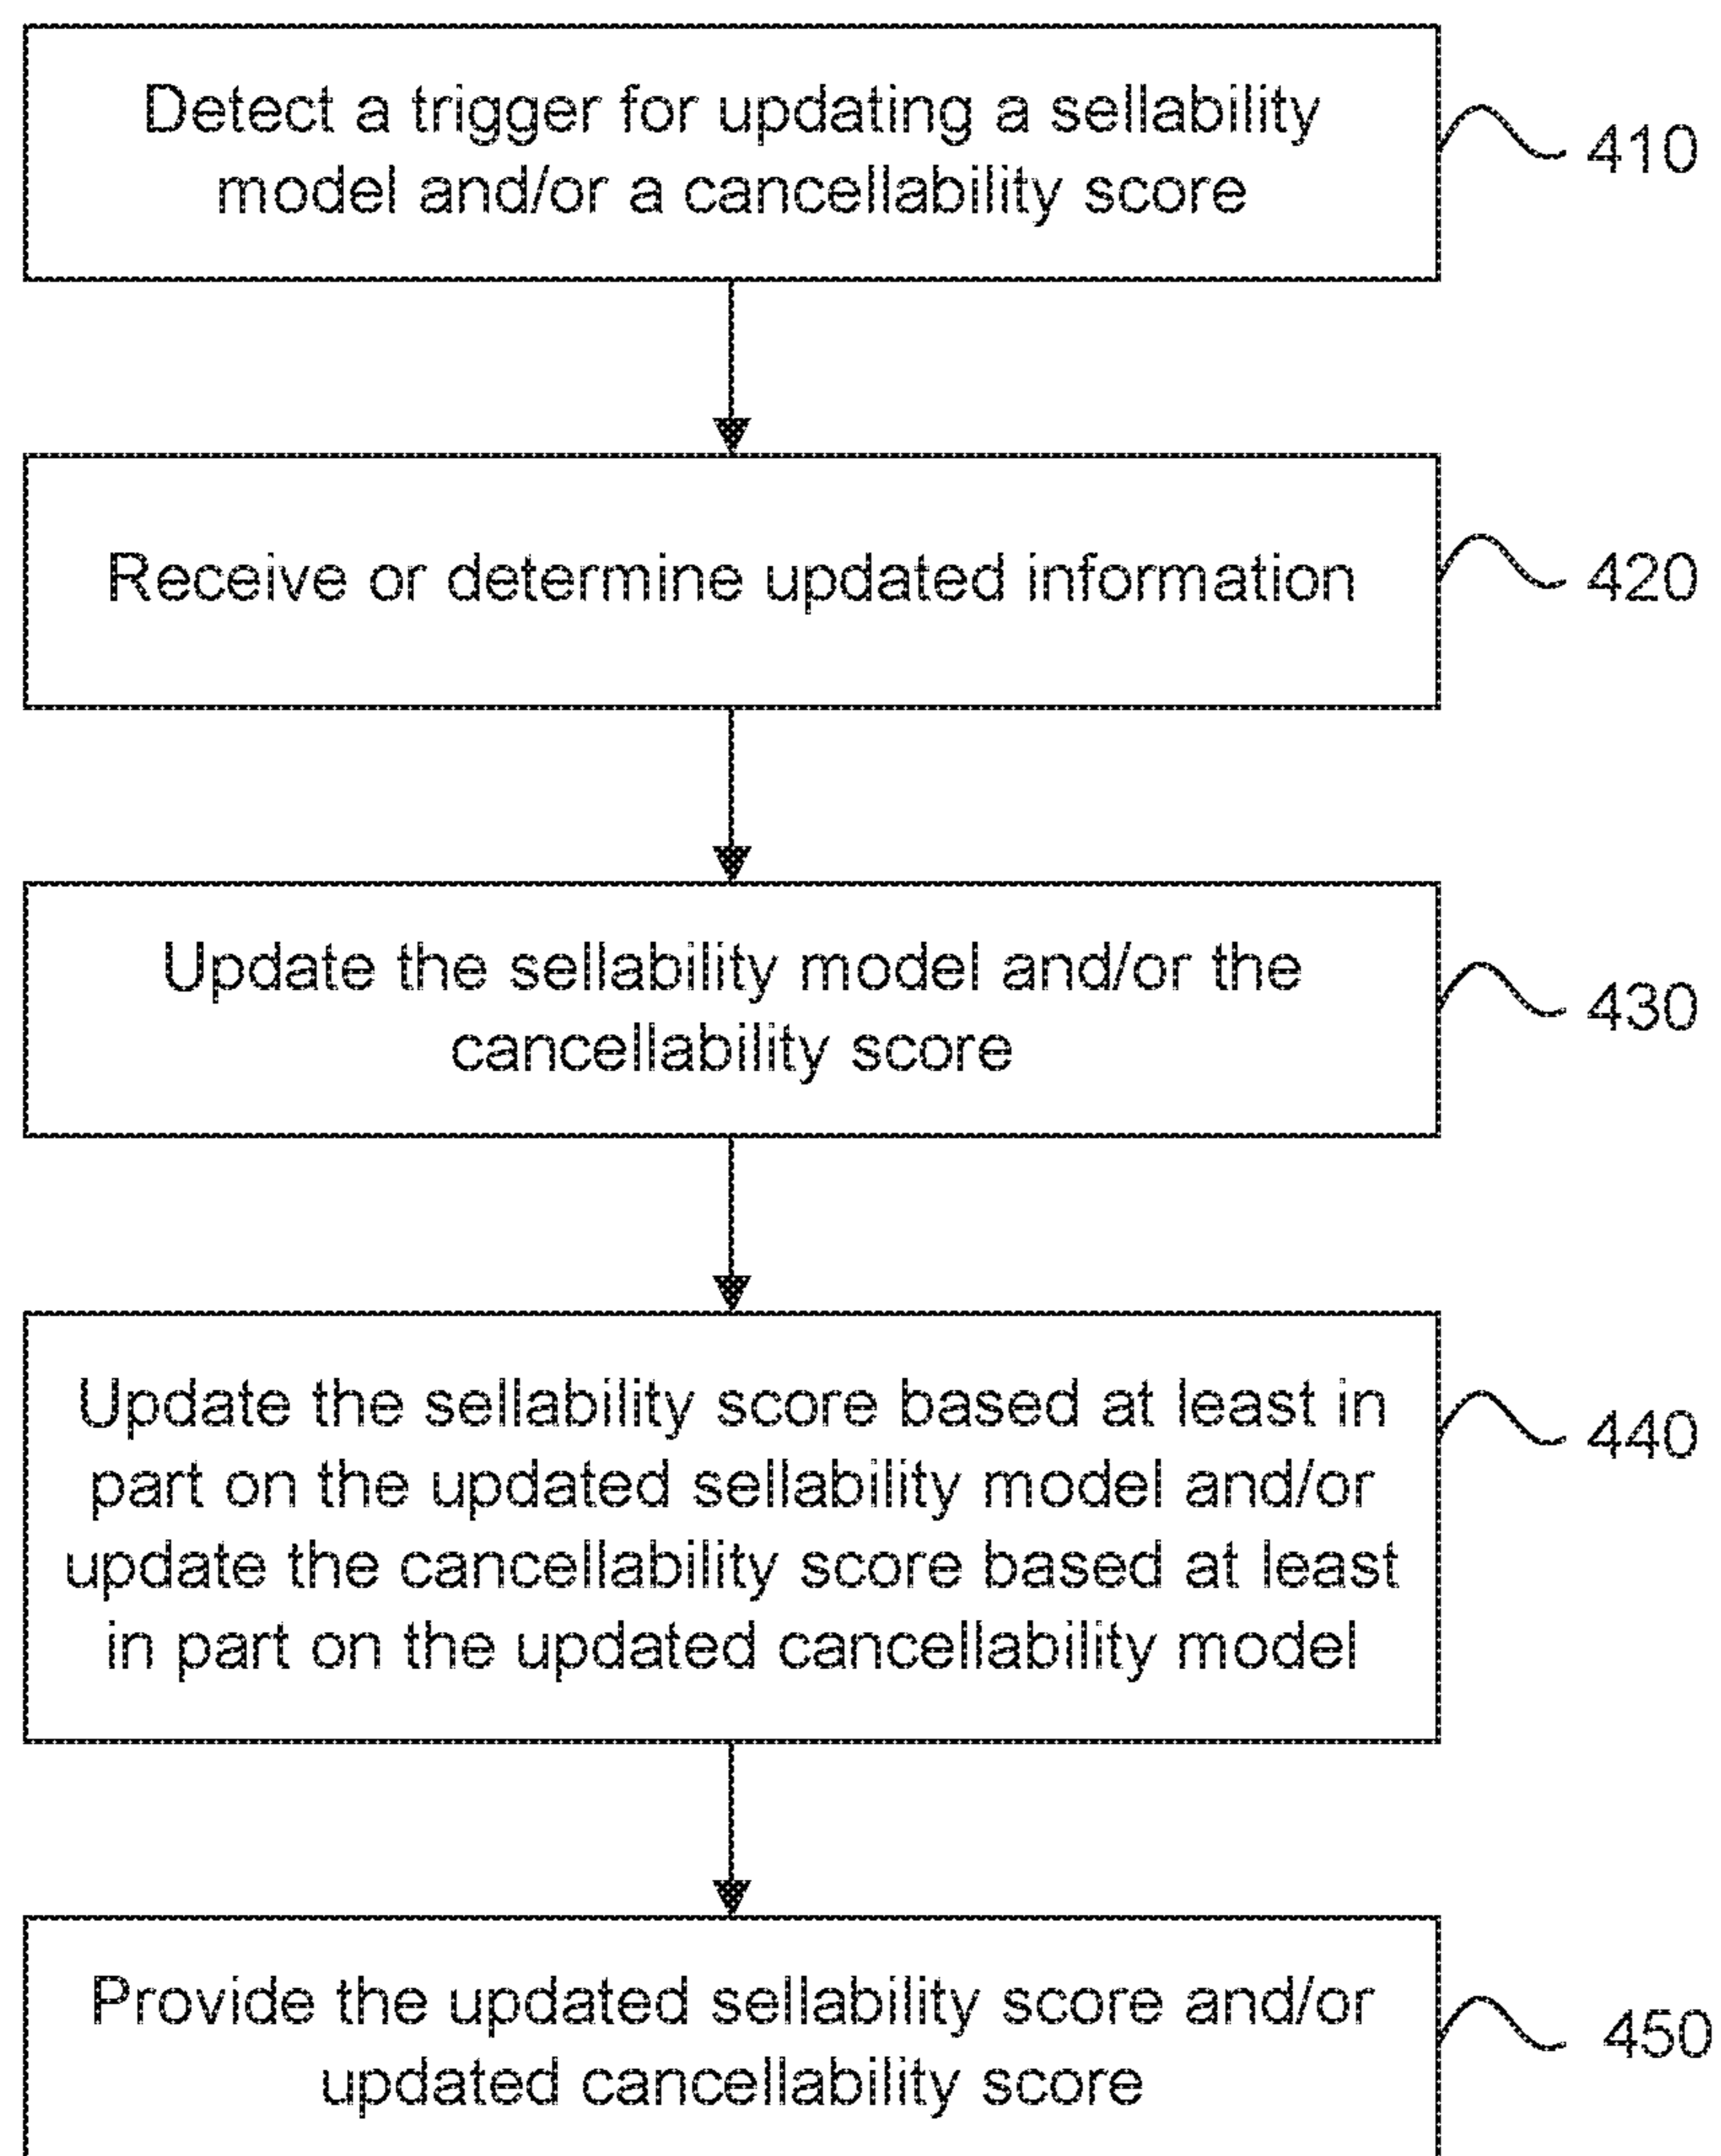 Detect a trigger for updating a sellability
model and/or a cancellability score
410
Receive or determine updated information
420
Update the sellability model and/or the
cancellability score
430
Update the sellability score based at least in
part on the updated sellability model and/or
update the cancellability score based at least
in part on the updated cancellability model
440
Provide the updated sellability score and/or
updated cancellability score
450